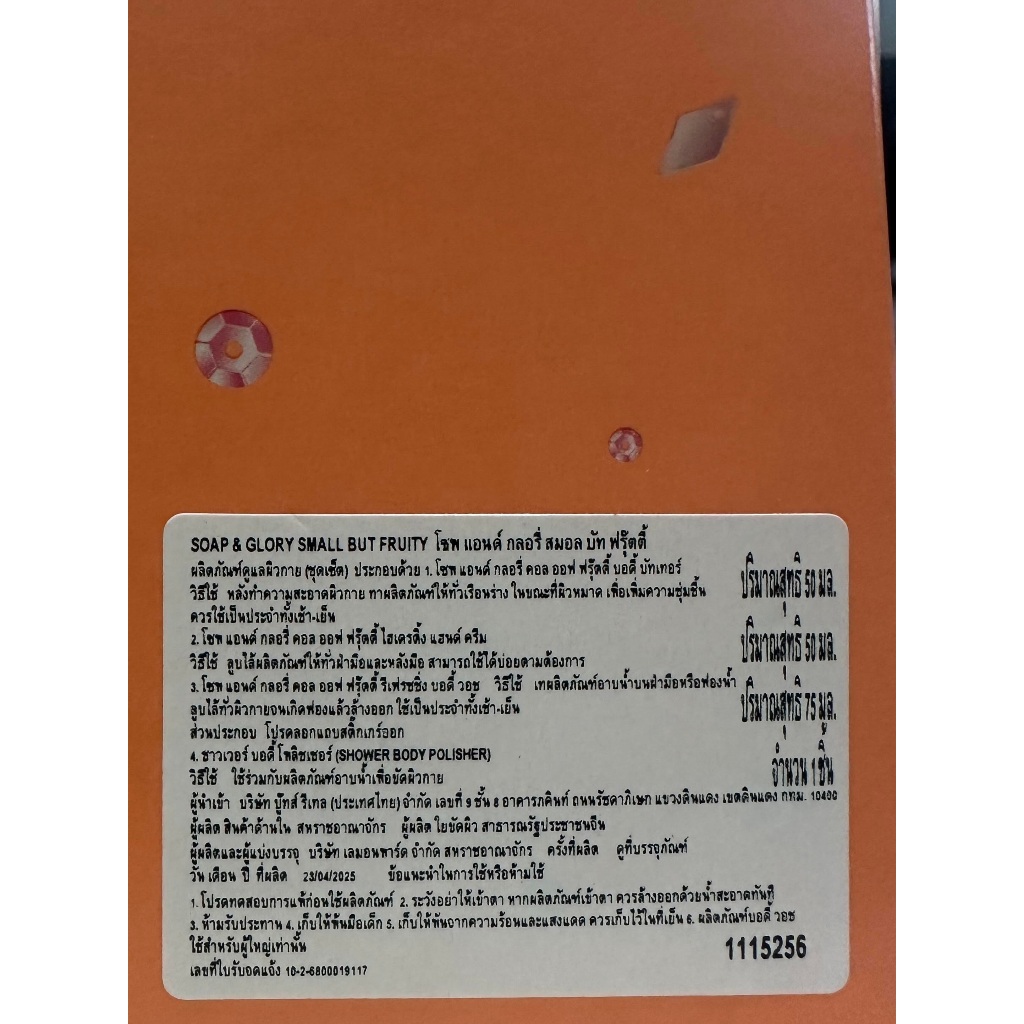 SOAP & GLORY SMALL BUT FRUITY โซพ แอนด์ กลอรี่ สมอล บัท ฟรุ๊ตตี้
ผลิตภัณฑ์ดูแลผิวกาย (ชุดเซ็ต) ประกอบด้วย 1. โซพ แอนด์ กลอรี่ คอล ออฟ ฟรุ๊ตตี้ บอดี้ บัทเทอร์ ปริมาณสุทธิ 50 มล.
วิธีใช้ หลังทำความสะอาดผิวกาย ทาผลิตภัณฑ์ให้ทั่วเรือนร่าง ในขณะที่ผิวหมาด เพื่อเพิ่มความชุ่มชื้น
ควรใช้เป็นประจำทั้งเช้า-เย็น
2. โซพ แอนด์ กลอรี่ คอล ออฟ ฟรุ๊ตตี้ ไฮเดรดิ้ง แฮนด์ ครีม ปริมาณสุทธิ 50 มล.
วิธีใช้ ลูบไล้ผลิตภัณฑ์ให้ทั่วฝ่ามือและหลังมือ สามารถใช้ได้บ่อยตามต้องการ
3. โซพ แอนด์ กลอรี่ คอล ออฟ ฟรุ๊ตตี้ รีเฟรซซิ่ง บอดี้ วอช วิธีใช้ เทผลิตภัณฑ์อาบน้ำบนฝ่ามือหรือฟองน้ำ ปริมาณสุทธิ 75 มล.
ลูบไล้ทั่วผิวกายจนเกิดฟองแล้วล้างออก ใช้เป็นประจำทั้งเช้า-เย็น
ส่วนประกอบ โปรดลอกแถบสติ๊กเกอร์ออก
4. ชาวเวอร์ บอดี้ โพลิชเชอร์ (SHOWER BODY POLISHER) จำนวน 1 ชิ้น
วิธีใช้ ใช้ร่วมกับผลิตภัณฑ์อาบน้ำเพื่อขัดผิวกาย
ผู้นำเข้า บริษัท บู๊ทส์ รีเทล (ประเทศไทย) จำกัด เลขที่ 9 ชั้น 8 อาคารภคินท์ ถนนรัชดาภิเษก แขวงดินแดง เขตดินแดง กทม. 10400
ผู้ผลิต สินค้าด้านใน สหราชอาณาจักร ผู้ผลิต ใยขัดผิว สาธารณรัฐประชาชนจีน
ผู้ผลิตและผู้แบ่งบรรจุ บริษัท เลมอนพาร์ด จำกัด สหราชอาณาจักร ครั้งที่ผลิต ดูที่บรรจุภัณฑ์
วัน เดือน ปี ที่ผลิต 23/04/2025 ข้อแนะนำในการใช้หรือห้ามใช้
1. โปรดทดสอบการแพ้ก่อนใช้ผลิตภัณฑ์ 2. ระวังอย่าให้เข้าตา หากผลิตภัณฑ์เข้าตา ควรล้างออกด้วยน้ำสะอาดทันที
3. ห้ามรับประทาน 4. เก็บให้พ้นมือเด็ก 5. เก็บให้พ้นจากความร้อนและแสงแดด ควรเก็บไว้ในที่เย็น 6. ผลิตภัณฑ์บอดี้ วอช
ใช้สำหรับผู้ใหญ่เท่านั้น
เลขที่ใบรับจดแจ้ง 10-2-6800019117
1115256